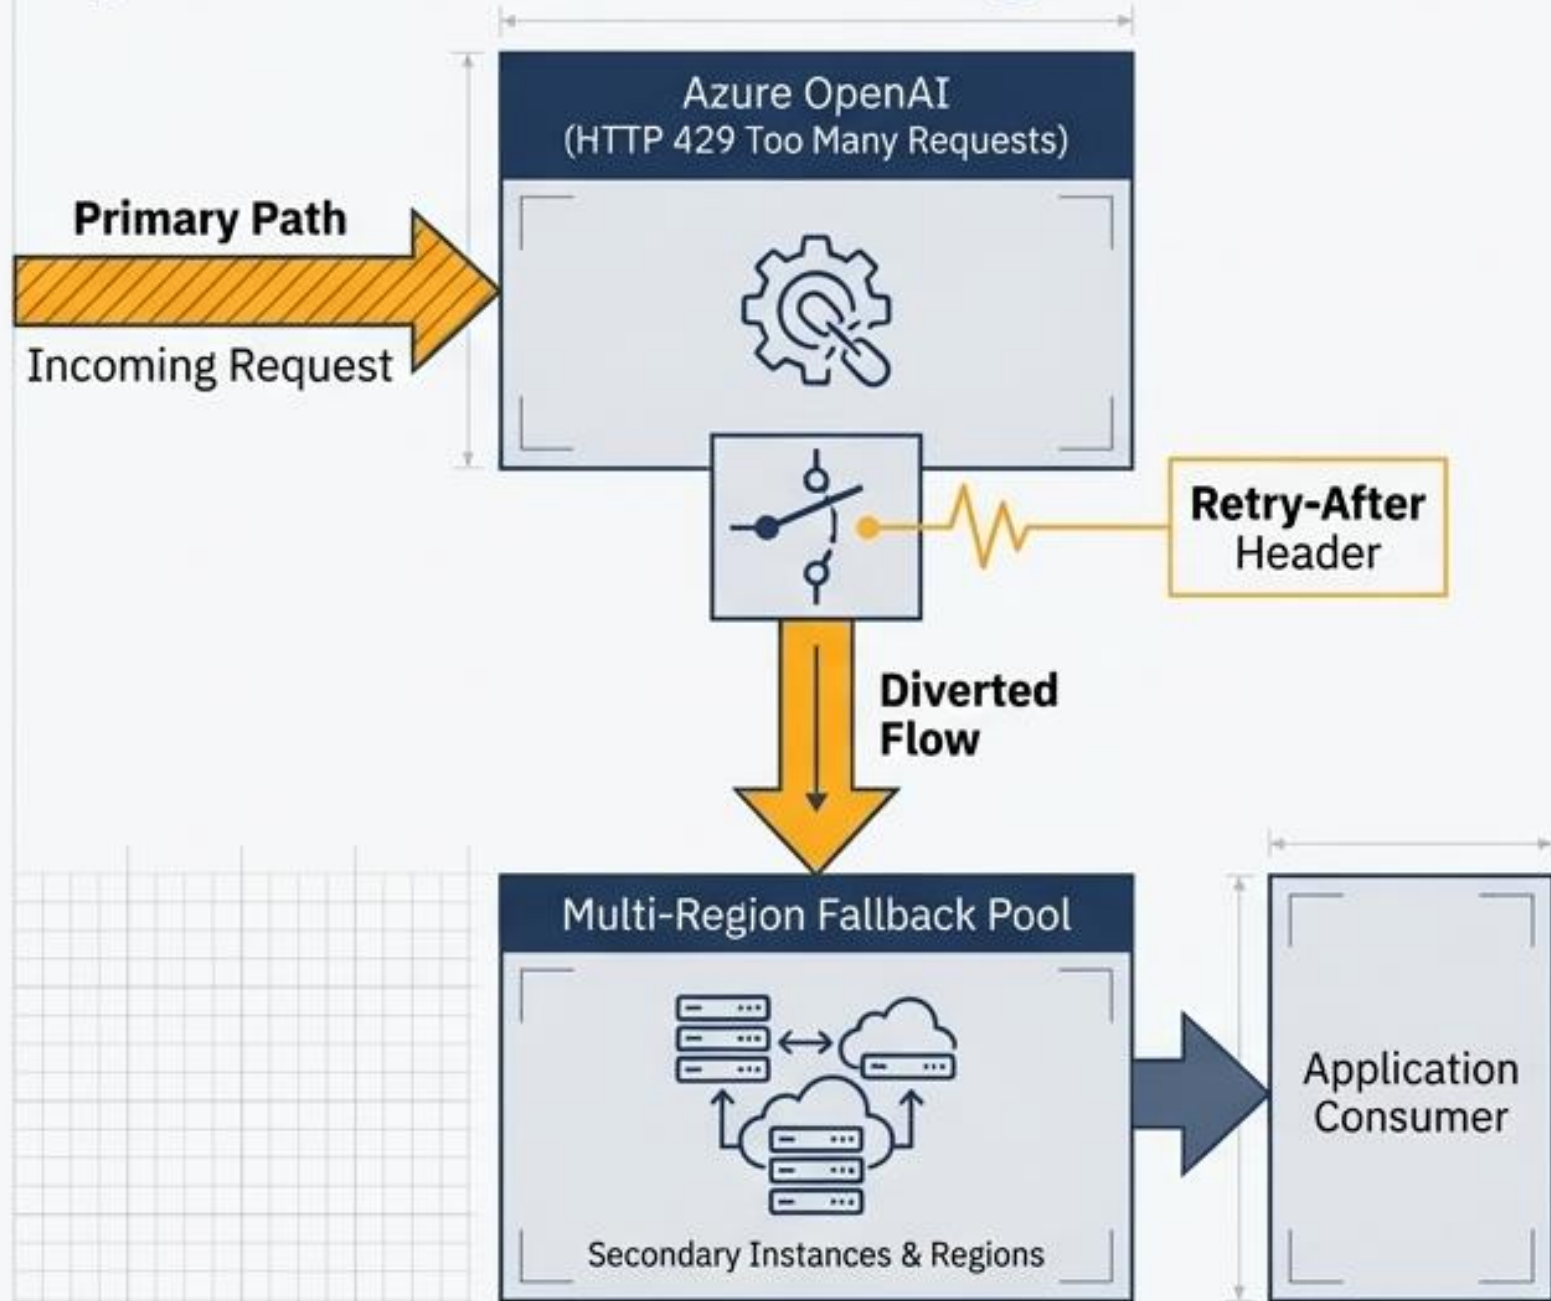 Azure OpenAI
(HTTP 429 Too Many Requests)
Primary Path
Incoming Request
Retry-After
Header
Diverted
Flow
Multi-Region Fallback Pool
Application
Consumer
Secondary Instances & Regions